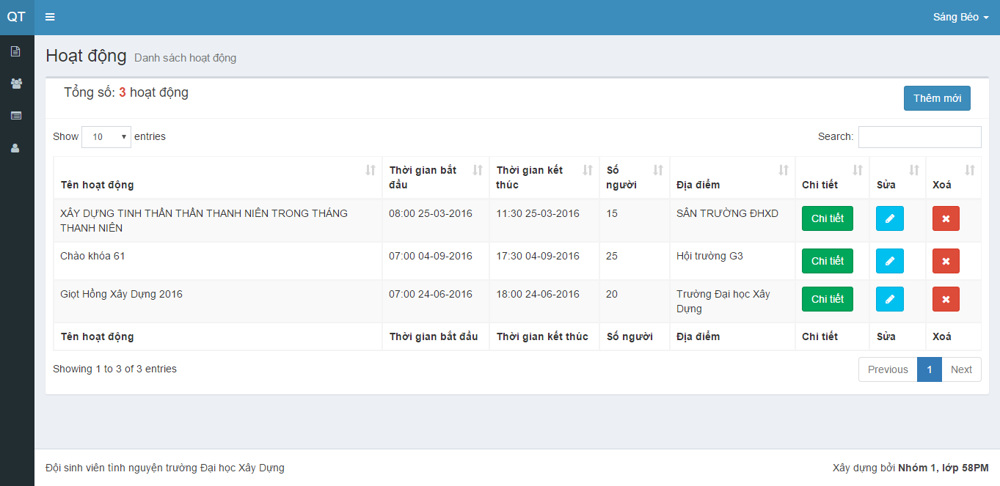 QT
Sáng Béo
Hoạt động Danh sách hoạt động
Tổng số: 3 hoạt động
Thêm mới
Show 10 entries
Search:
Tên hoạt động
Thời gian bắt
đầu
Thời gian kết
thúc
Số
người
Địa điểm
Chi tiết
Sửa
Xoá
XÂY DỰNG TINH THẦN THẦN THANH NIÊN TRONG THÁNG
THANH NIÊN
08:00 25-03-2016
11:30 25-03-2016
15
SÂN TRƯỜNG ĐHXD
Chi tiết
Chào khóa 61
07:00 04-09-2016
17:30 04-09-2016
25
Hội trường G3
Chi tiết
Giọt Hồng Xây Dựng 2016
07:00 24-06-2016
18:00 24-06-2016
20
Trường Đại học Xây
Dựng
Chi tiết
Tên hoạt động
Thời gian bắt đầu
Thời gian kết thúc
Số người
Địa điểm
Chi tiết
Sửa
Xoá
Showing 1 to 3 of 3 entries
Previous
1
Next
Đội sinh viên tình nguyện trường Đại học Xây Dựng
Xây dựng bởi Nhóm 1, lớp 58PM